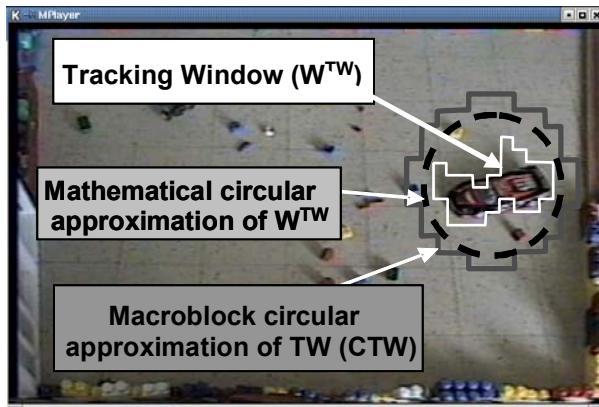 K MPlayer
Tracking Window (W^TW)
Mathematical circular
approximation of W^TW
Macroblock circular
approximation of TW (CTW)